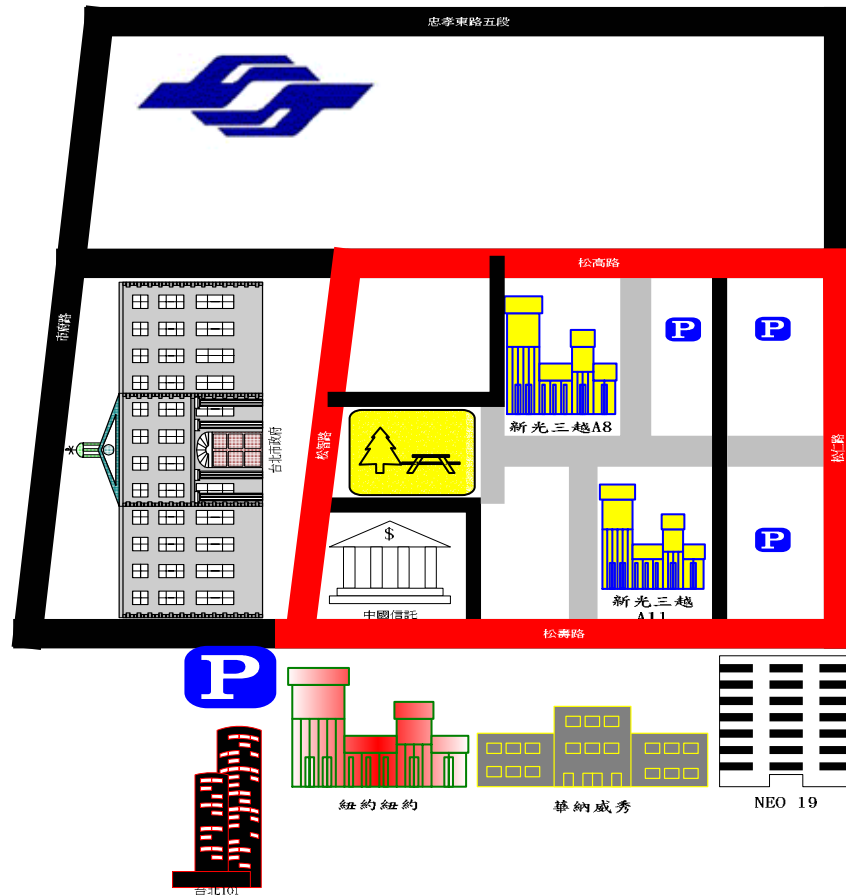 忠孝東路五段
松高路
市府路
P
P
松智路
台北市政府
新光三越A8
松仁路
$
P
中國信託
新光三越
A11
松壽路
P
紐約紐約
華納威秀
NEO 19
台北101